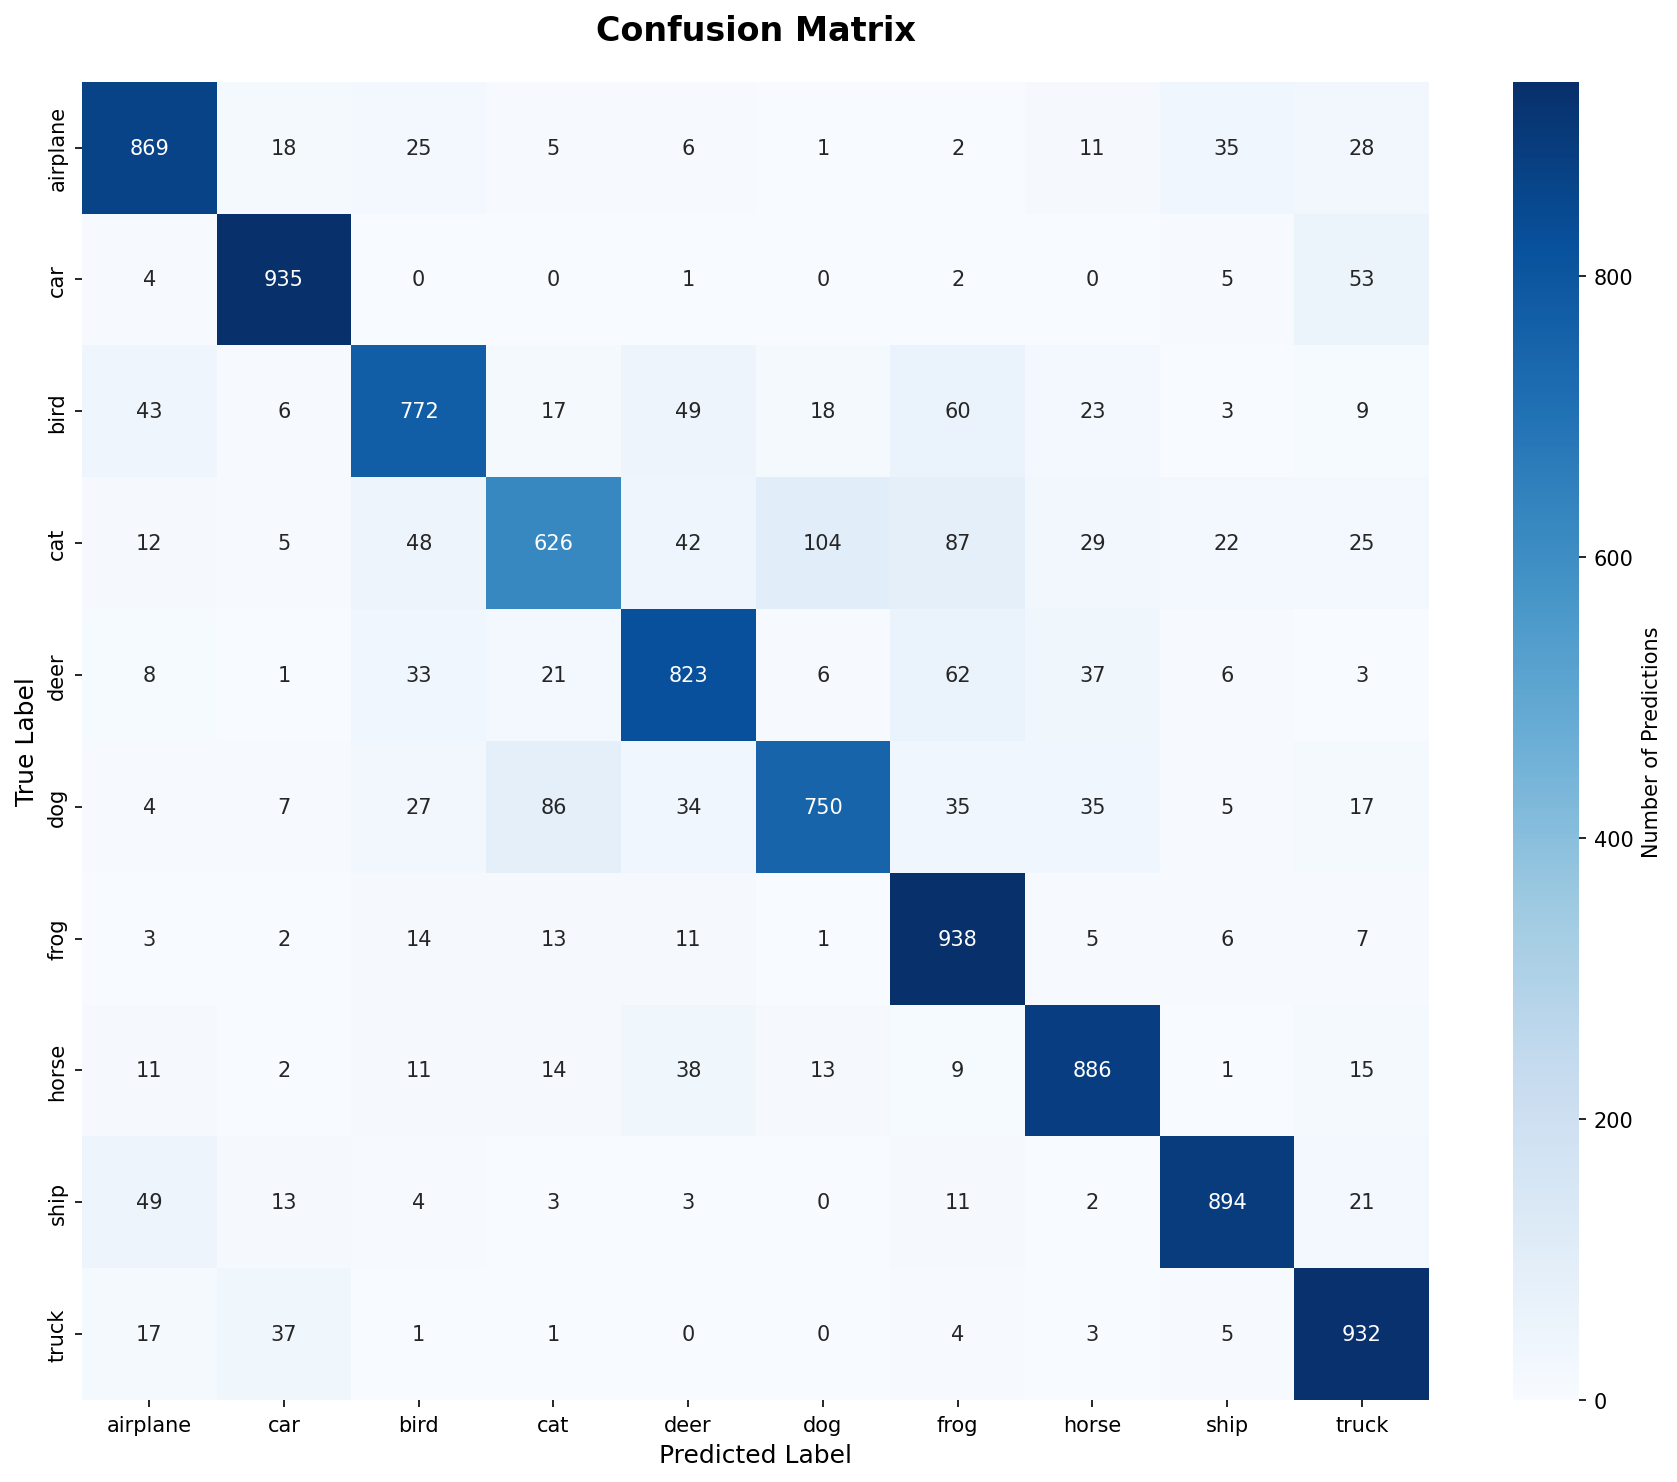 Confusion Matrix
airplane 869 18 25 5 6 1 2 11 35 28
car 4 935 0 0 1 0 2 0 5 53
bird 43 6 772 17 49 18 60 23 3 9
cat 12 5 48 626 42 104 87 29 22 25
deer 8 1 33 21 823 6 62 37 6 3
dog 4 7 27 86 34 750 35 35 5 17
frog 3 2 14 13 11 1 938 5 6 7
horse 11 2 11 14 38 13 9 886 1 15
ship 49 13 4 3 3 0 11 2 894 21
truck 17 37 1 1 0 0 4 3 5 932
airplane car bird cat deer dog frog horse ship truck
Predicted Label
True Label
800
600
400
200
0
Number of Predictions